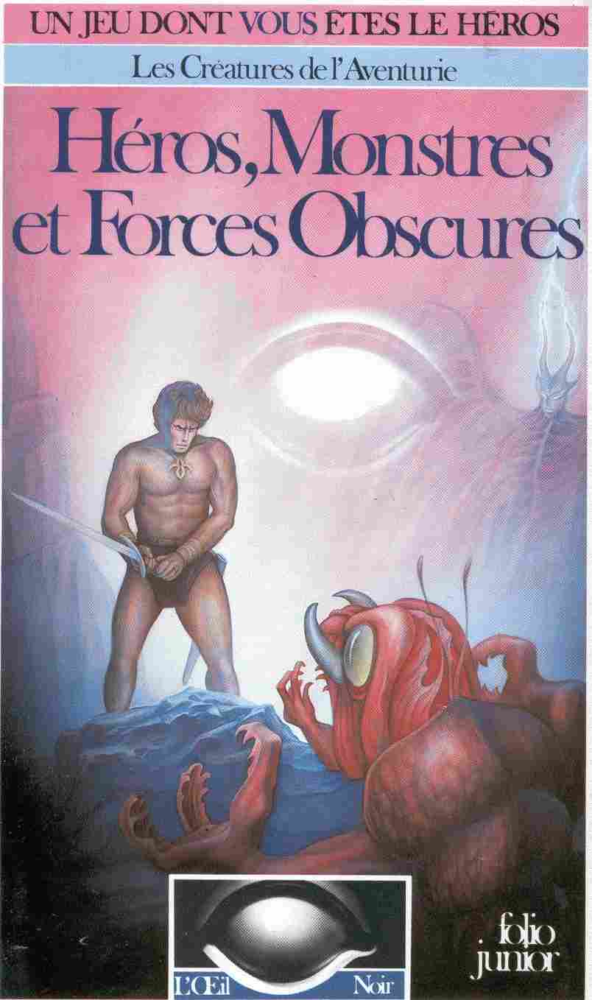 UN JEU DONT VOUS ÊTES LE HÉROS
Les Créatures de l'Aventurie
Héros, Monstres
et Forces Obscures
folio
junior
L'Œil Noir